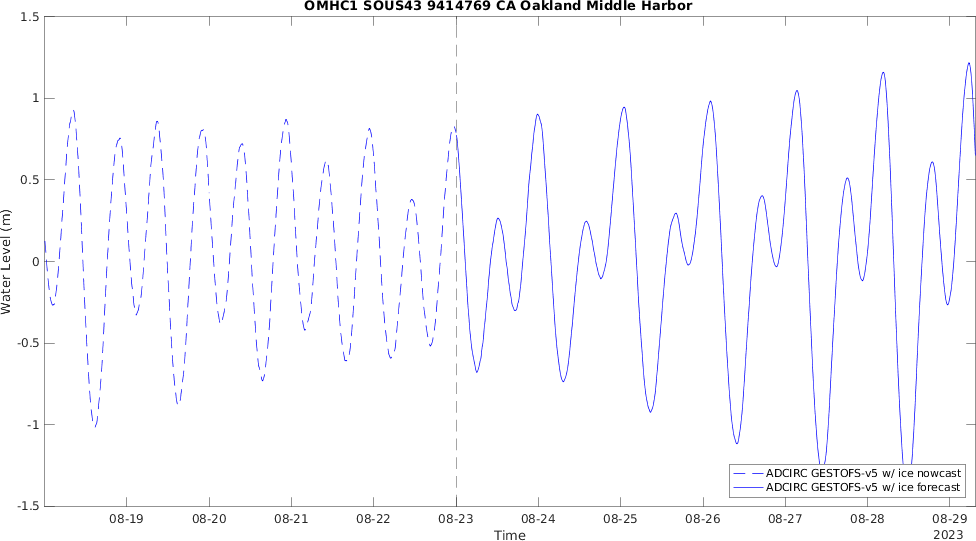 OMHC1 SOUS43 9414769 CA Oakland Middle Harbor
1.5
1
0.5
0
-0.5
-1
-1.5
Water Level (m)
ADCIRC GESTOFS-v5 w/ ice nowcast
ADCIRC GESTOFS-v5 w/ ice forecast
08-19 08-20 08-21 08-22 08-23 08-24 08-25 08-26 08-27 08-28 08-29
2023
Time